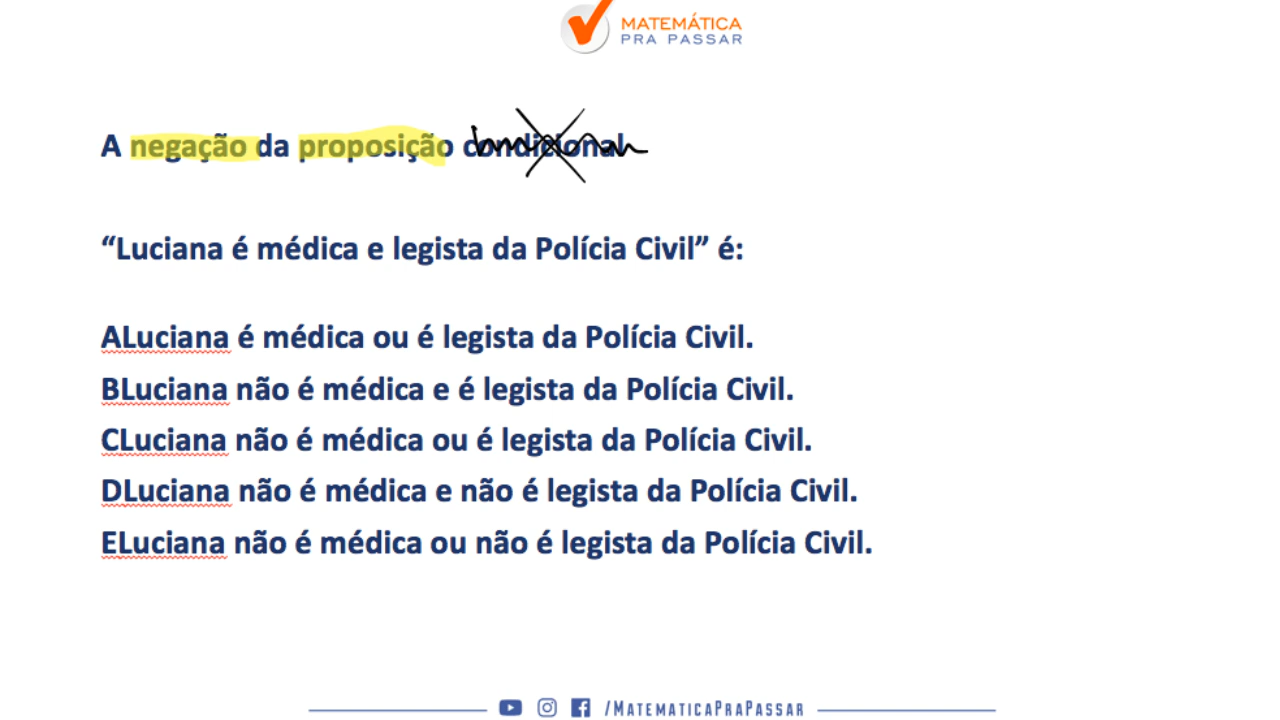 MATEMÁTICA
PRA PASSAR
A negação da proposição condicional
“Luciana é médica e legista da Polícia Civil” é:
ALuciana é médica ou é legista da Polícia Civil.
BLuciana não é médica e é legista da Polícia Civil.
CLuciana não é médica ou é legista da Polícia Civil.
DLuciana não é médica e não é legista da Polícia Civil.
ELuciana não é médica ou não é legista da Polícia Civil.
/MATEMATICAPRAPASSAR